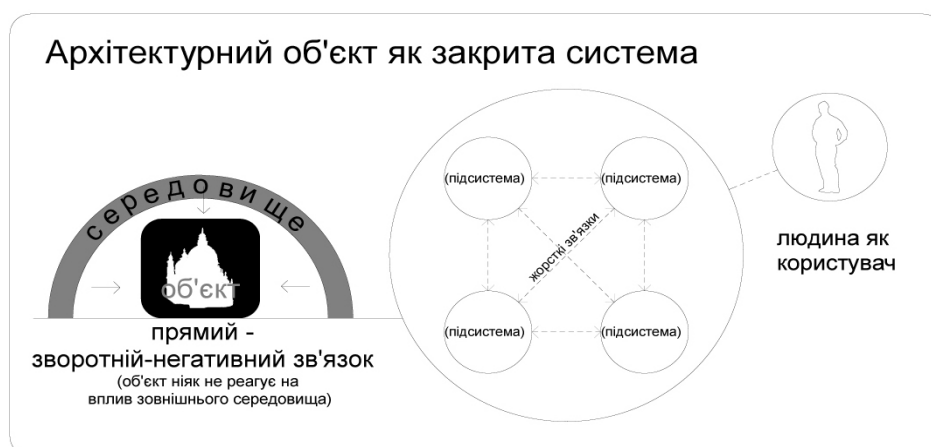 Архітектурний об'єкт як закрита система
середовище
об'єкт
прямий -
зворотній-негативний зв'язок
(об'єкт ніяк не реагує на
вплив зовнішнього середовища)
(підсистема)
(підсистема)
жорсткі зв'язки
(підсистема)
(підсистема)
людина як
користувач